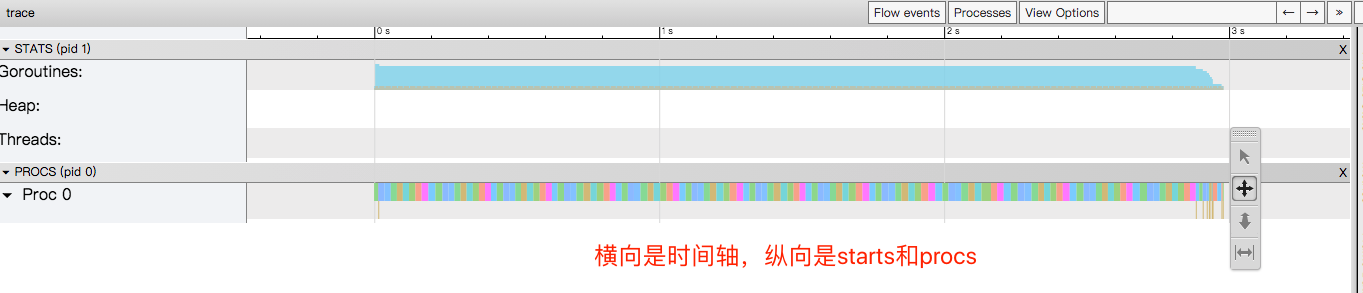 trace
Flow events Processes View Options ← → »
0 s 1 s 2 s 3 s
STATS (pid 1) X
Goroutines:
Heap:
Threads:
PROCS (pid 0) X
Proc 0
横向是时间轴，纵向是starts和procs